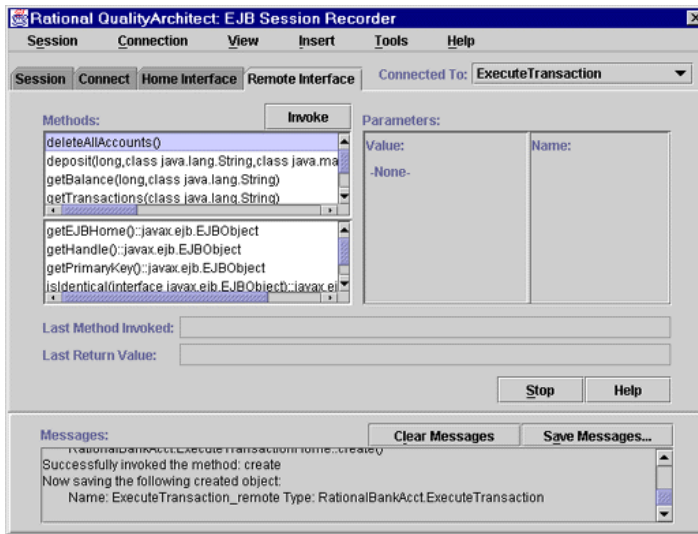 Rational QualityArchitect: EJB Session Recorder
Session Connection View Insert Tools Help
Session Connect Home Interface Remote Interface Connected To: ExecuteTransaction
Methods: Invoke Parameters:
deleteAllAccounts()
deposit(long,class java.lang.String,class java.ma
getBalance(long,class java.lang.String)
getTransactions(class java.lang.String)
Value: Name:
-None-
getEJBHome()::javax.ejb.EJBObject
getHandle()::javax.ejb.EJBObject
getPrimaryKey()::javax.ejb.EJBObject
isIdentical(interface javax.ejb.EJBObject)::javax.ej
Last Method Invoked:
Last Return Value:
Stop Help
Messages: Clear Messages Save Messages...
RationalBankAcct.ExecuteTransactionHome::create()
Successfully invoked the method: create
Now saving the following created object:
Name: ExecuteTransaction_remote Type: RationalBankAcct.ExecuteTransaction